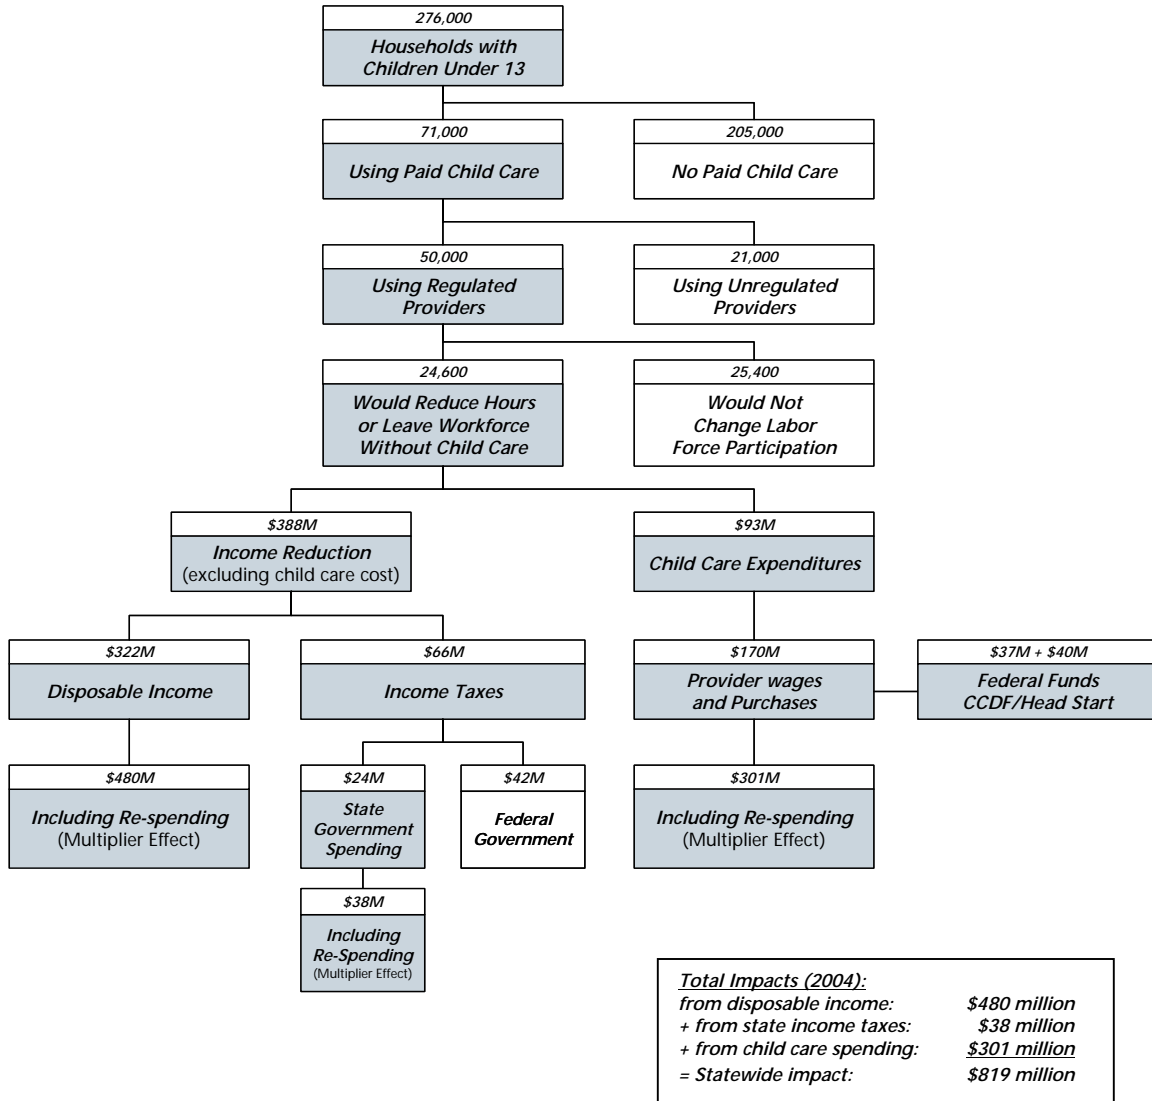 276,000
Households with
Children Under 13
71,000
Using Paid Child Care
205,000
No Paid Child Care
50,000
Using Regulated
Providers
21,000
Using Unregulated
Providers
24,600
Would Reduce Hours
or Leave Workforce
Without Child Care
25,400
Would Not
Change Labor
Force Participation
$388M
Income Reduction
(excluding child care cost)
$93M
Child Care Expenditures
$322M
Disposable Income
$66M
Income Taxes
$170M
Provider wages
and Purchases
$37M + $40M
Federal Funds
CCDF/Head Start
$480M
Including Re-spending
(Multiplier Effect)
$24M
State
Government
Spending
$42M
Federal
Government
$301M
Including Re-spending
(Multiplier Effect)
$38M
Including
Re-Spending
(Multiplier Effect)
Total Impacts (2004):
from disposable income: $480 million
+ from state income taxes: $38 million
+ from child care spending: $301 million
= Statewide impact: $819 million